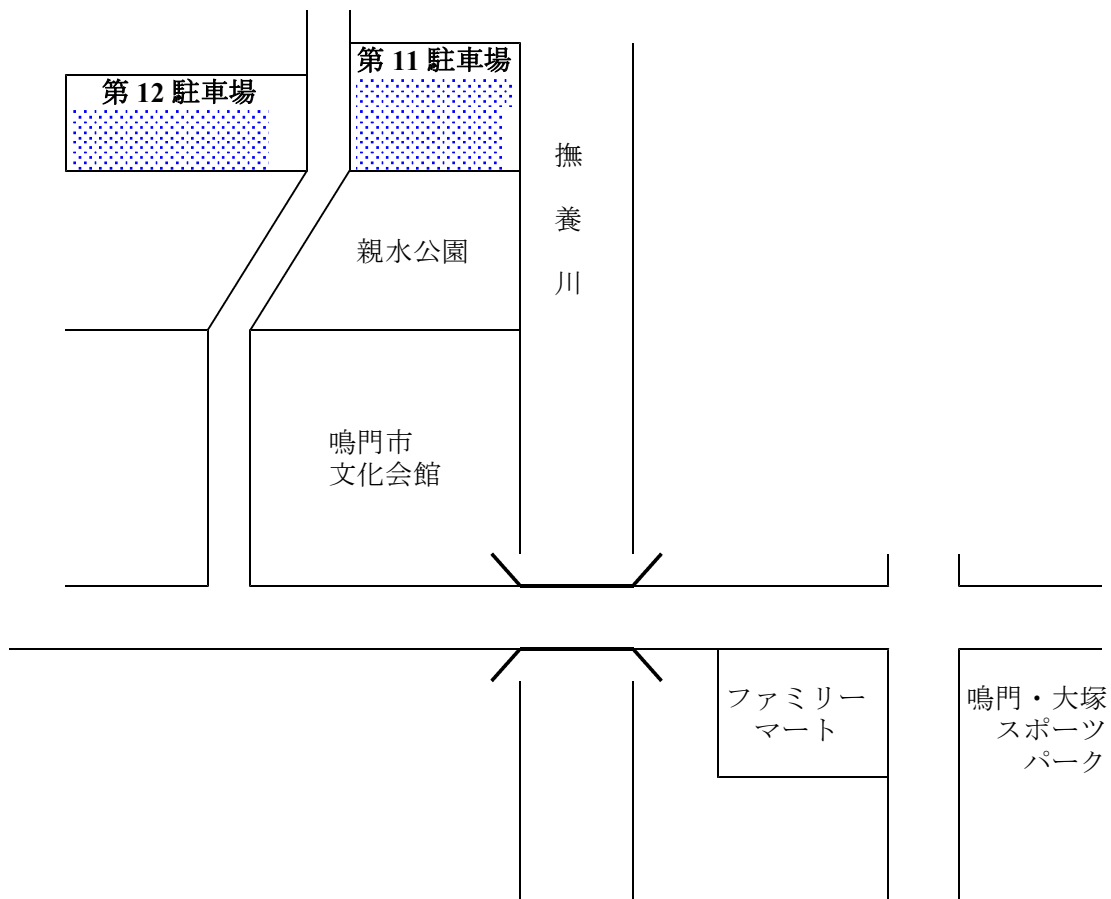 第 11 駐車場
第 12 駐車場
撫養川
親水公園
鳴門市
文化会館
ファミリー
マート
鳴門・大塚
スポーツ
パーク